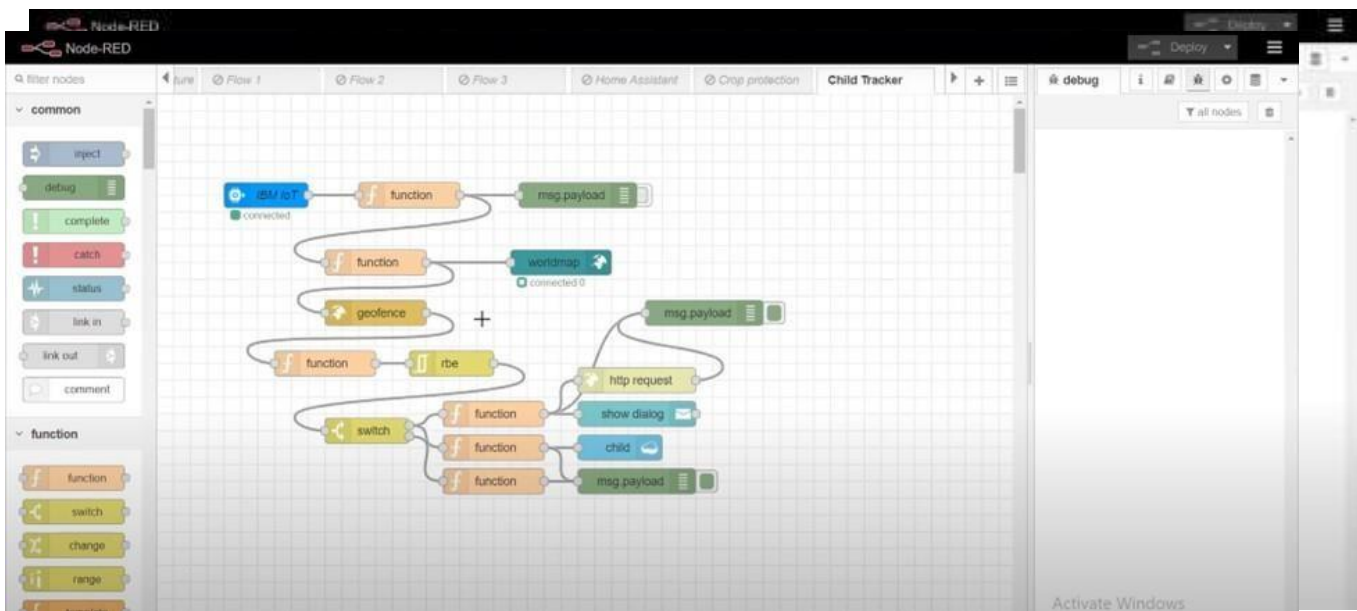 Node-RED
Deploy
Node-RED
Deploy
filter nodes
Flow 1
Flow 2
Flow 3
Home Assistant
Crop protection
Child Tracker
debug
i
common
all nodes
inject
debug
IBM IoT
function
msg.payload
connected
complete
catch
function
worldmap
connected 0
status
geofence
msg.payload
link in
link out
function
rbe
http request
comment
function
show dialog
switch
function
function
child
function
function
msg.payload
switch
change
range
template
Activate Windows